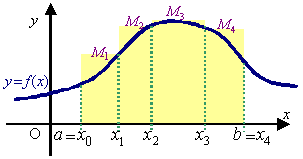 y
M₁
M₂
M₃
M₄
y=f(x)
x
O
a=x₀
x₁
x₂
x₃
b=x₄